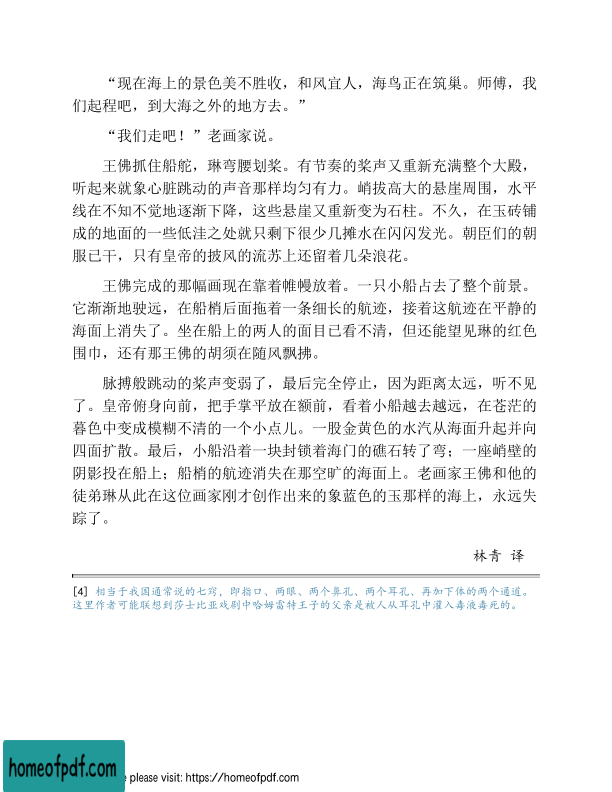 “现在海上的景色美不胜收，和风宜人，海鸟正在筑巢。师傅，我
们起程吧，到大海之外的地方去。”
“我们走吧！”老画家说。
王佛抓住船舵，琳弯腰划桨。有节奏的桨声又重新充满整个大殿，
听起来就象心脏跳动的声音那样均匀有力。峭拔高大的悬崖周围，水平
线在不知不觉地逐渐下降，这些悬崖又重新变为石柱。不久，在玉砖铺
成的地面的一些低洼之处就只剩下很少几摊水在闪闪发光。朝臣们的朝
服已干，只有皇帝的披风的流苏上还留着几朵浪花。
王佛完成的那幅画现在靠着帷幔放着。一只小船占去了整个前景。
它渐渐地驶远，在船梢后面拖着一条细长的航迹，接着这航迹在平静的
海面上消失了。坐在船上的两人的面目已看不清，但还能望见琳的红色
围巾，还有那王佛的胡须在随风飘拂。
脉搏般跳动的桨声变弱了，最后完全停止，因为距离太远，听不见
了。皇帝俯身向前，把手掌平放在额前，看着小船越去越远，在苍茫的
暮色中变成模糊不清的一个小点儿。一股金黄色的水汽从海面升起并向
四面扩散。最后，小船沿着一块封锁着海门的礁石转了弯；一座峭壁的
阴影投在船上；船梢的航迹消失在那空旷的海面上。老画家王佛和他的
徒弟琳从此在这位画家刚才创作出来的象蓝色的玉那样的海上，永远失
踪了。
林青 译
[4] 相当于我国通常说的七窍，即指口、两眼、两个鼻孔、两个耳孔、再加下体的两个通道。
这里作者可能联想到莎士比亚戏剧中哈姆雷特王子的父亲是被人从耳孔中灌入毒液毒死的。
homeofpdf.com
e please visit: https://homeofpdf.com